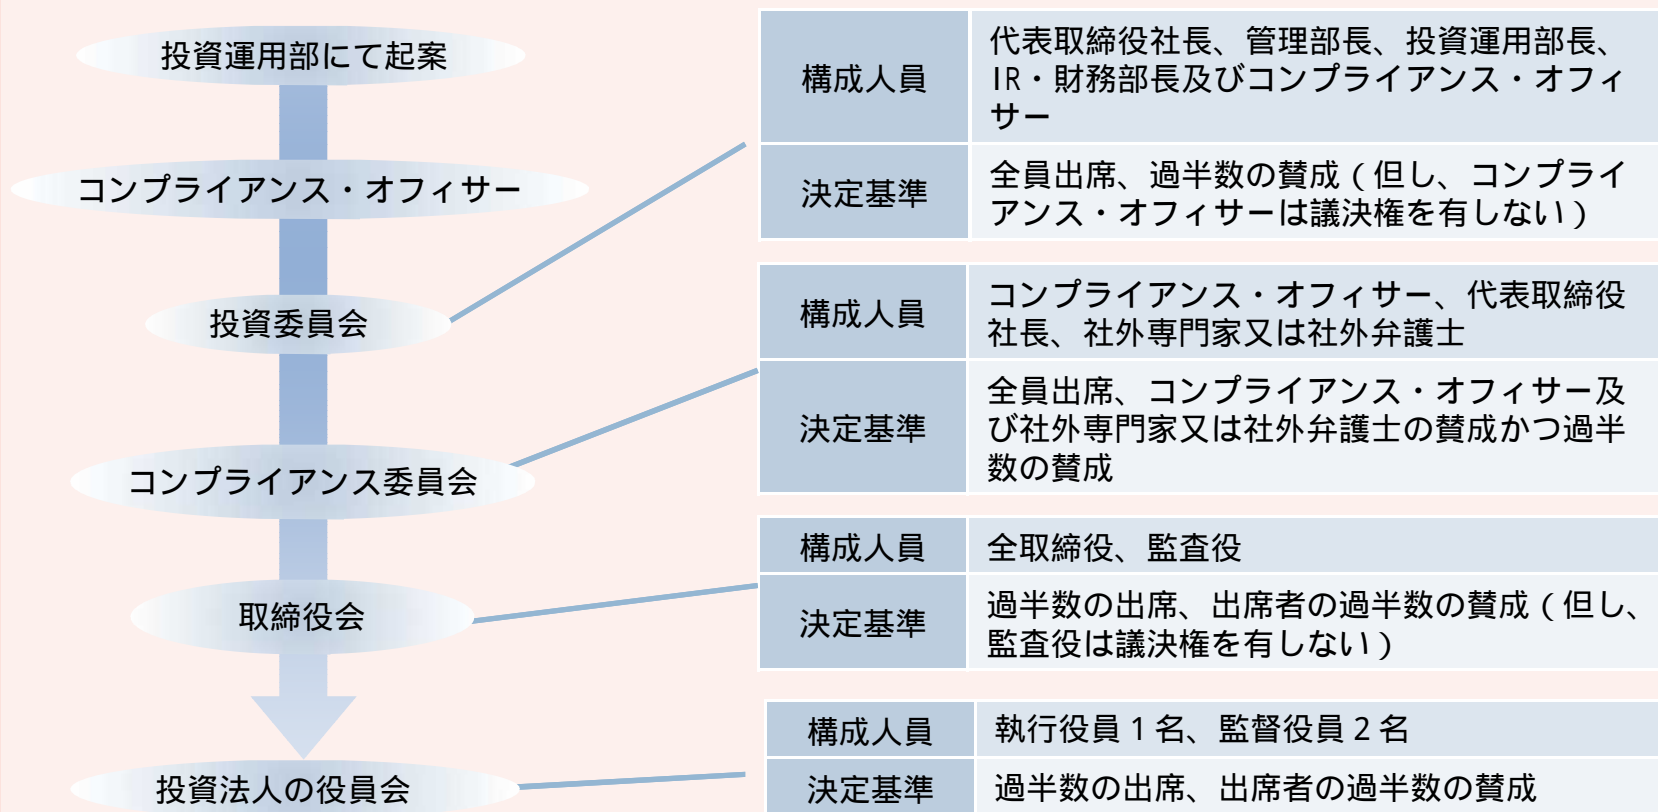 投資運用部にて起案
コンプライアンス・オフィサー
投資委員会
コンプライアンス委員会
取締役会
投資法人の役員会
構成人員
代表取締役社長、管理部長、投資運用部長、
IR・財務部長及びコンプライアンス・オフィ
サー
決定基準
全員出席、過半数の賛成(但し、コンプライ
アンス・オフィサーは議決権を有しない)
構成人員
コンプライアンス・オフィサー、代表取締役
社長、社外専門家又は社外弁護士
決定基準
全員出席、コンプライアンス・オフィサー及
び社外専門家又は社外弁護士の賛成かつ過半
数の賛成
構成人員
全取締役、監査役
決定基準
過半数の出席、出席者の過半数の賛成(但し、
監査役は議決権を有しない)
構成人員
執行役員1名、監督役員2名
決定基準
過半数の出席、出席者の過半数の賛成